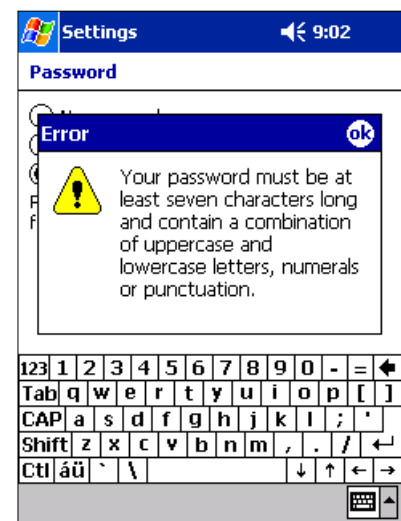 Settings 9:02
Password
Error ok
Your password must be at
least seven characters long
and contain a combination
of uppercase and
lowercase letters, numerals
or punctuation.
123 1 2 3 4 5 6 7 8 9 0 - = 
Tab q w e r t y u i o p [ ]
CAP a s d f g h j k l ; '
Shift z x c v b n m , . /
Ctl áü ` \ ↓ ↑ ← →